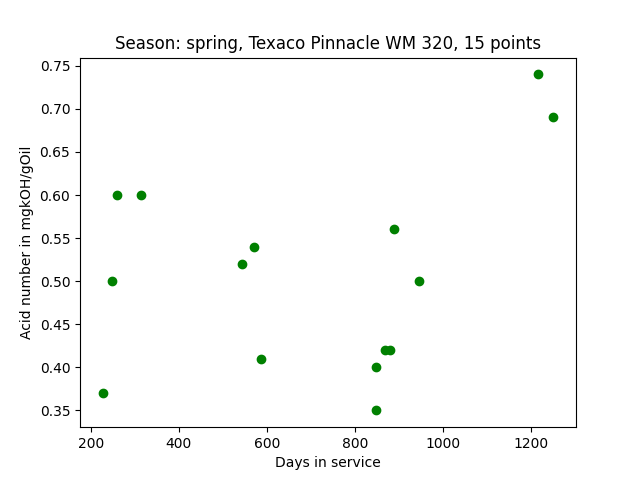 Season: spring, Texaco Pinnacle WM 320, 15 points
0.75
0.70
0.65
0.60
0.55
0.50
0.45
0.40
0.35
Acid number in mgkOH/gOil
200 400 600 800 1000 1200
Days in service